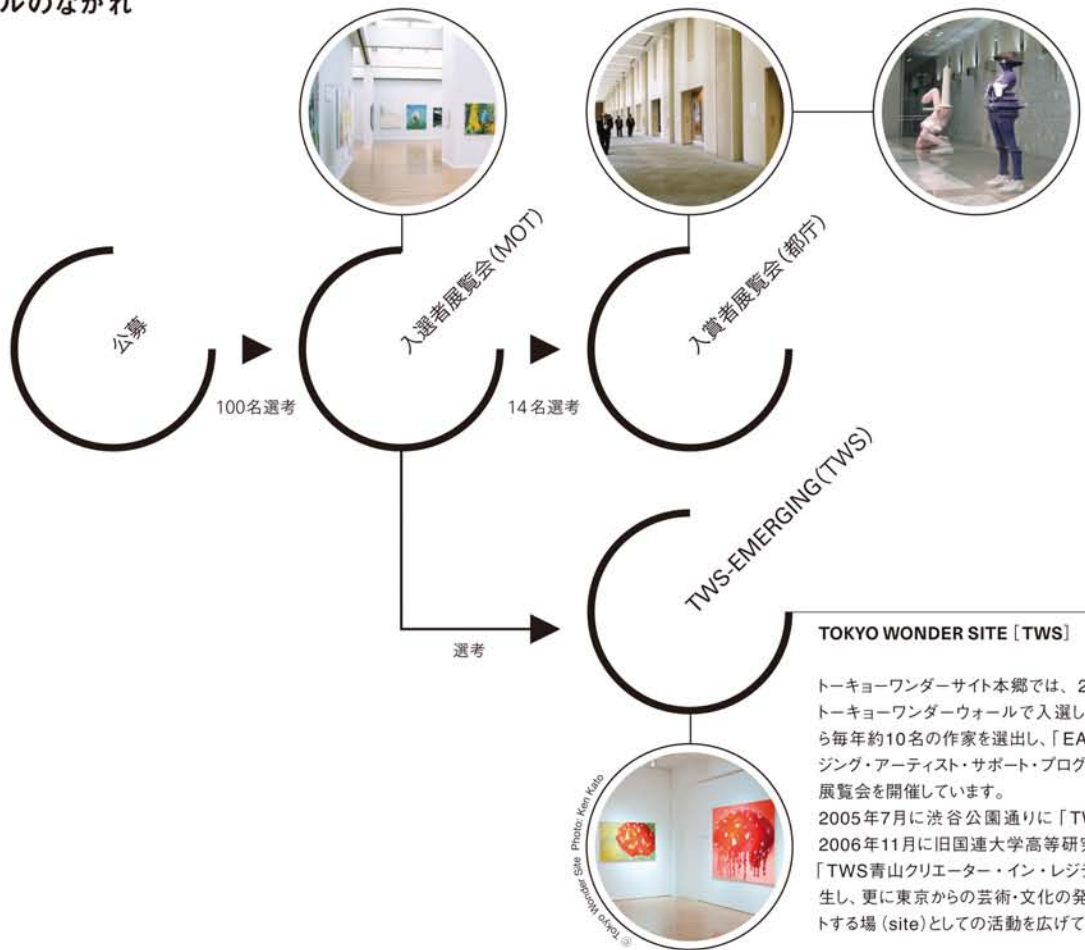 ルのながれ
公募
100名選考
入選者展覧会(MOT)
14名選考
入賞者展覧会(都庁)
選考
TWS-EMERGING(TWS)
© Tokyo Wonder Site Photo: Ken Kato
TOKYO WONDER SITE [TWS]
トーキョーワンダーサイト本郷では、2
トーキョーワンダーウォールで入選し
ら毎年約10名の作家を選出し、「EA
ジング・アーティスト・サポート・プログ
展覧会を開催しています。
2005年7月に渋谷公園通りに「TW
2006年11月に旧国連大学高等研究
「TWS青山クリエーター・イン・レジデ
生し、更に東京からの芸術・文化の発
トする場(site)としての活動を広げて